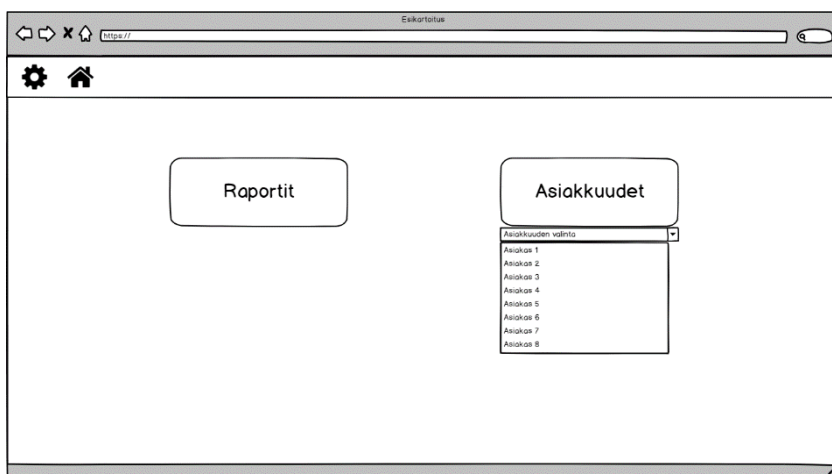 Esikartoitus
https://
Raportit
Asiakkuudet
Asiakkuuden valinta
Asiakas 1
Asiakas 2
Asiakas 3
Asiakas 4
Asiakas 5
Asiakas 6
Asiakas 7
Asiakas 8